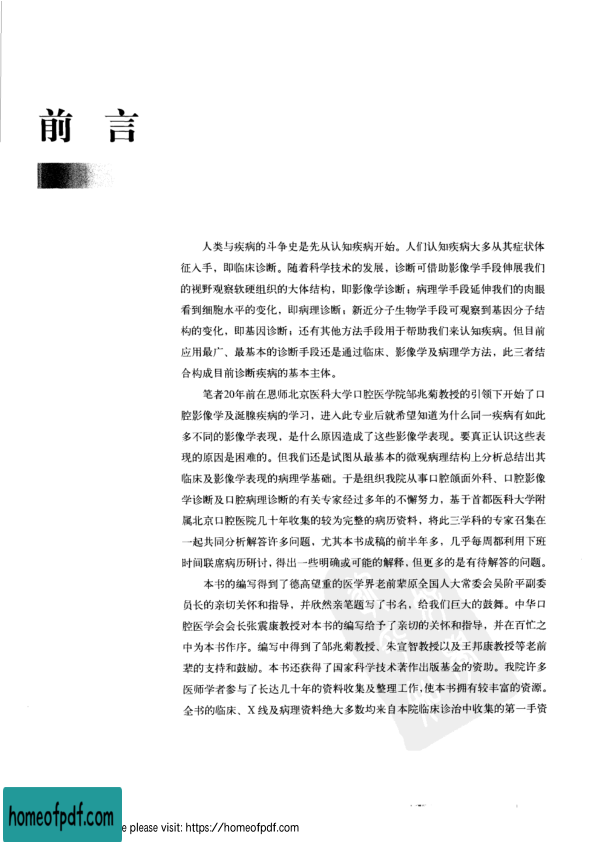 前 言
人类与疾病的斗争史是先从认知疾病开始。人们认知疾病大多从其症状体
征入手，即临床诊断。随着科学技术的发展，诊断可借助影像学手段伸展我们
的视野观察软硬组织的大体结构，即影像学诊断；病理学手段延伸我们的肉眼
看到细胞水平的变化，即病理诊断；新近分子生物学手段可观察到基因分子结
构的变化，即基因诊断；还有其他方法手段用于帮助我们来认知疾病。但目前
应用最广、最基本的诊断手段还是通过临床、影像学及病理学方法，此三者结
合构成目前诊断疾病的基本主体。
笔者20年前在恩师北京医科大学口腔医学院邹兆菊教授的引领下开始了口
腔影像学及涎腺疾病的学习，进入此专业后就希望知道为什么同一疾病有如此
多不同的影像学表现，是什么原因造成了这些影像学表现。要真正认识这些表
现的原因是困难的。但我们还是试图从最基本的微观病理结构上分析总结出其
临床及影像学表现的病理学基础。于是组织我院从事口腔颌面外科、口腔影像
学诊断及口腔病理诊断的有关专家经过多年的不懈努力，基于首都医科大学附
属北京口腔医院几十年收集的较为完整的病历资料，将此三学科的专家召集在
一起共同分析解答许多问题，尤其本书成稿的前半年多，几乎每周都利用下班
时间联席病历研讨，得出一些明确或可能的解释，但更多的是有待解答的问题。
本书的编写得到了德高望重的医学界老前辈原全国人大常委会吴阶平副委
员长的亲切关怀和指导，并欣然亲笔题写了书名，给我们巨大的鼓舞。中华口
腔医学会会长张震康教授对本书的编写给予了亲切的关怀和指导，并在百忙之
中为本书作序。编写中得到了邹兆菊教授、朱宣智教授以及王邦康教授等老前
辈的支持和鼓励。本书还获得了国家科学技术著作出版基金的资助。我院许多
医师学者参与了长达几十年的资料收集及整理工作，使本书拥有较丰富的资源。
全书的临床、X 线及病理资料绝大多数均来自本院临床诊治中收集的第一手资
homeofpdf.com
e please visit: https://homeofpdf.com